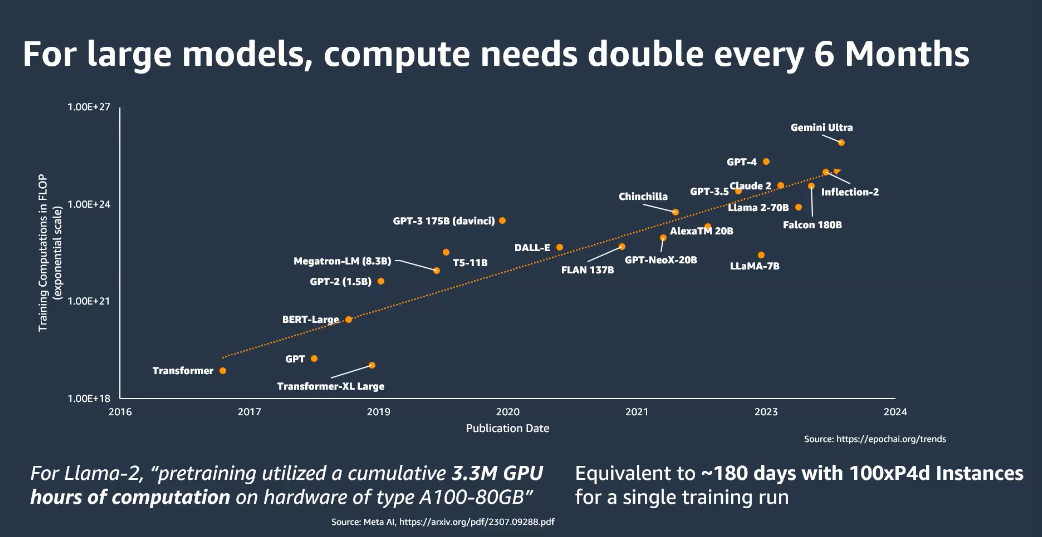 For large models, compute needs double every 6 Months
1.00E+27
1.00E+24
1.00E+21
1.00E+18
Training Computations in FLOP
(exponential scale)
Gemini Ultra
GPT-4
Claude 2
GPT-3.5
Inflection-2
Chinchilla
Llama 2-70B
Falcon 180B
GPT-3 175B (davinci)
AlexaTM 20B
DALL-E
GPT-NeoX-20B
Megatron-LM (8.3B)
T5-11B
FLAN 137B
LLaMA-7B
GPT-2 (1.5B)
BERT-Large
GPT
Transformer
Transformer-XL Large
2016
2017
2019
2020
2021
2023
2024
Publication Date
Source: https://epochai.org/trends
For Llama-2, “pretraining utilized a cumulative 3.3M GPU
hours of computation on hardware of type A100-80GB”
Source: Meta AI, https://arxiv.org/pdf/2307.09288.pdf
Equivalent to ~180 days with 100xP4d Instances
for a single training run